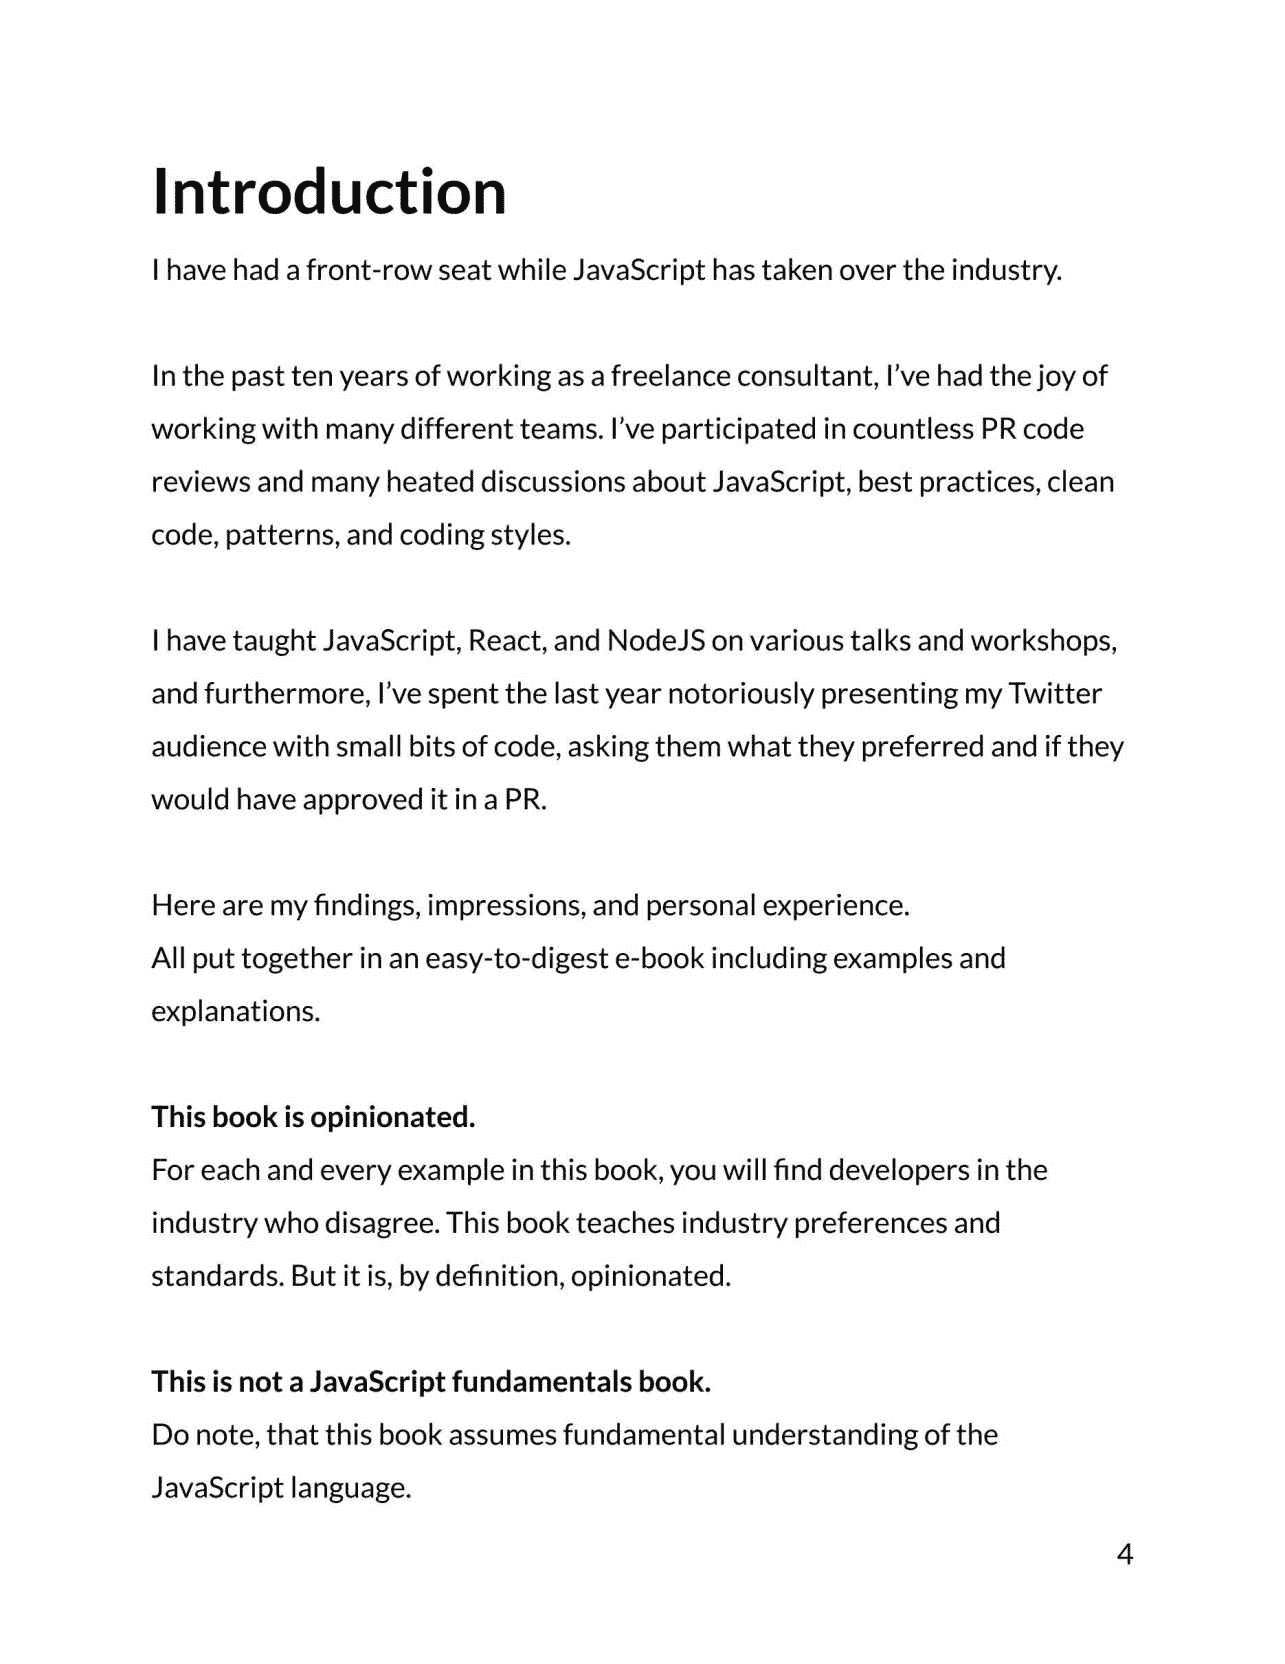 Introduction
I have had a front-row seat while JavaScript has taken over the industry.
In the past ten years of working as a freelance consultant, I’ve had the joy of
working with many different teams. I’ve participated in countless PR code
reviews and many heated discussions about JavaScript, best practices, clean
code, patterns, and coding styles.
I have taught JavaScript, React, and NodeJS on various talks and workshops,
and furthermore, I’ve spent the last year notoriously presenting my Twitter
audience with small bits of code, asking them what they preferred and if they
would have approved it in a PR.
Here are my findings, impressions, and personal experience.
All put together in an easy-to-digest e-book including examples and
explanations.
This book is opinionated.
For each and every example in this book, you will find developers in the
industry who disagree. This book teaches industry preferences and
standards. But it is, by definition, opinionated.
This is not a JavaScript fundamentals book.
Do note, that this book assumes fundamental understanding of the
JavaScript language.
4